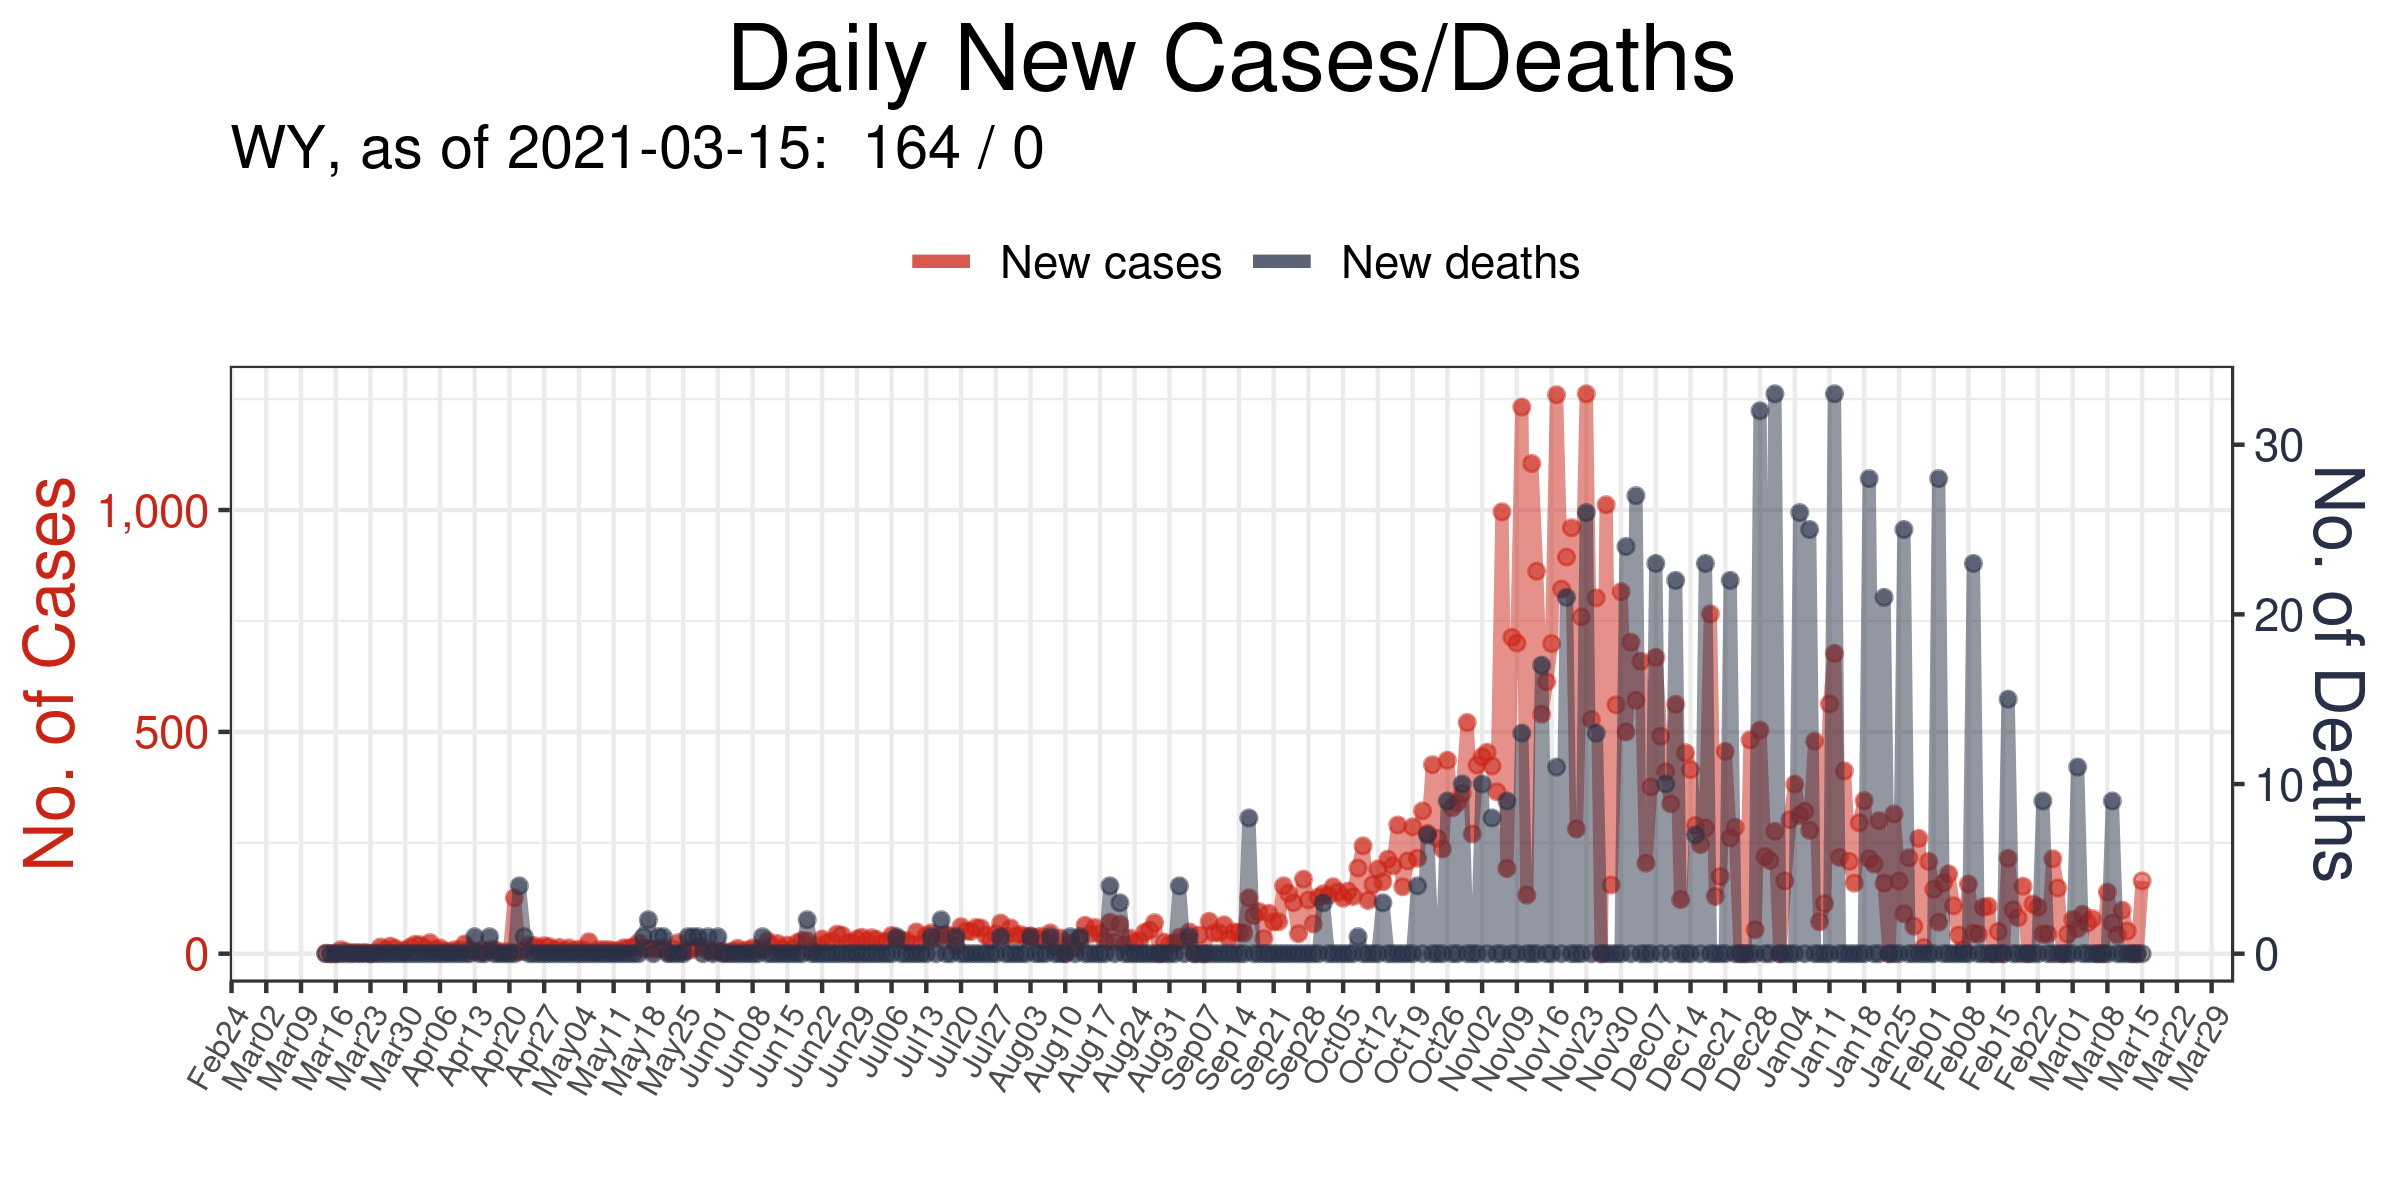 Daily New Cases/Deaths
WY, as of 2021-03-15:  164 / 0
New cases
New deaths
No. of Cases
1,000
500
0
30
20
10
0
No. of Deaths
Feb24
Mar02
Mar09
Mar16
Mar23
Mar30
Apr06
Apr13
Apr20
Apr27
May04
May11
May18
May25
Jun01
Jun08
Jun15
Jun22
Jun29
Jul06
Jul13
Jul20
Jul27
Aug03
Aug10
Aug17
Aug24
Aug31
Sep07
Sep14
Sep21
Sep28
Oct05
Oct12
Oct19
Oct26
Nov02
Nov09
Nov16
Nov23
Nov30
Dec07
Dec14
Dec21
Dec28
Jan04
Jan11
Jan18
Jan25
Feb01
Feb08
Feb15
Feb22
Mar01
Mar08
Mar15
Mar22
Mar29